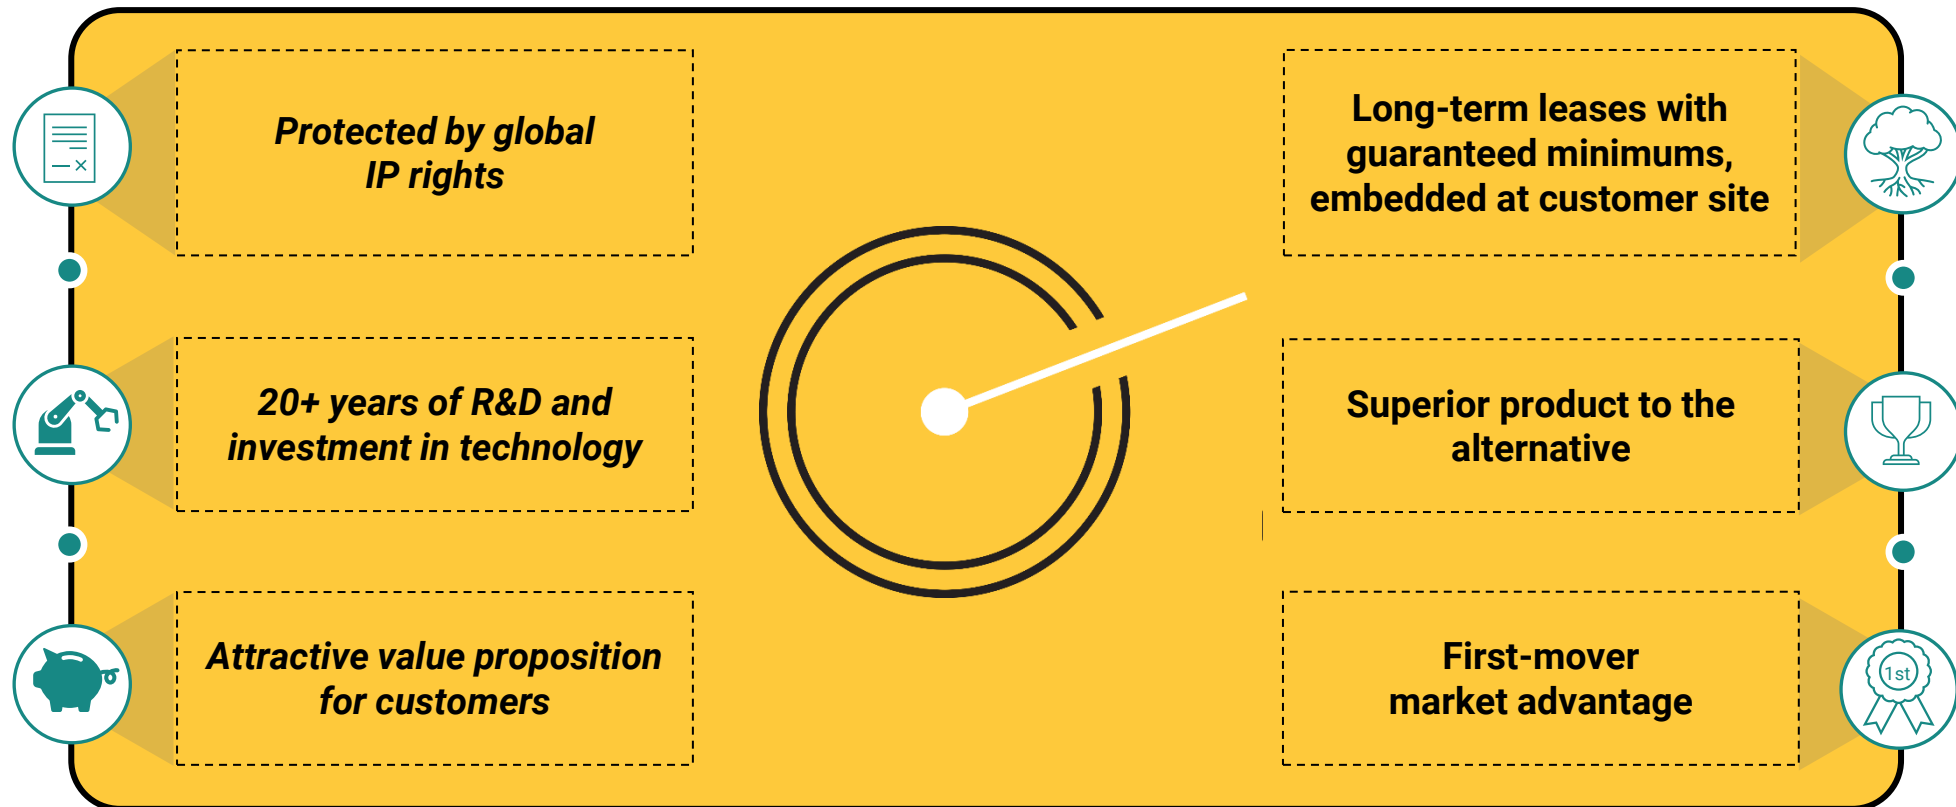 Protected by global
IP rights
20+ years of R&D and
investment in technology
Attractive value proposition
for customers
Long-term leases with
guaranteed minimums,
embedded at customer site
Superior product to the
alternative
First-mover
market advantage
1st